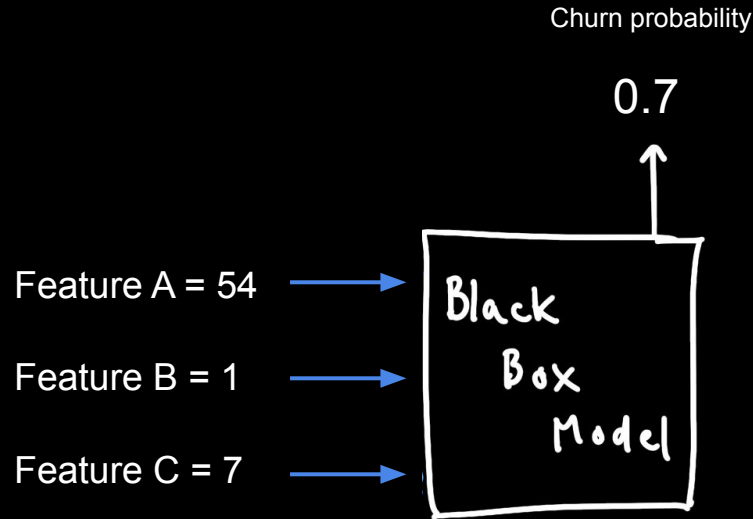 Churn probability
0.7
Feature A = 54
Feature B = 1
Feature C = 7
Black
Box
Model